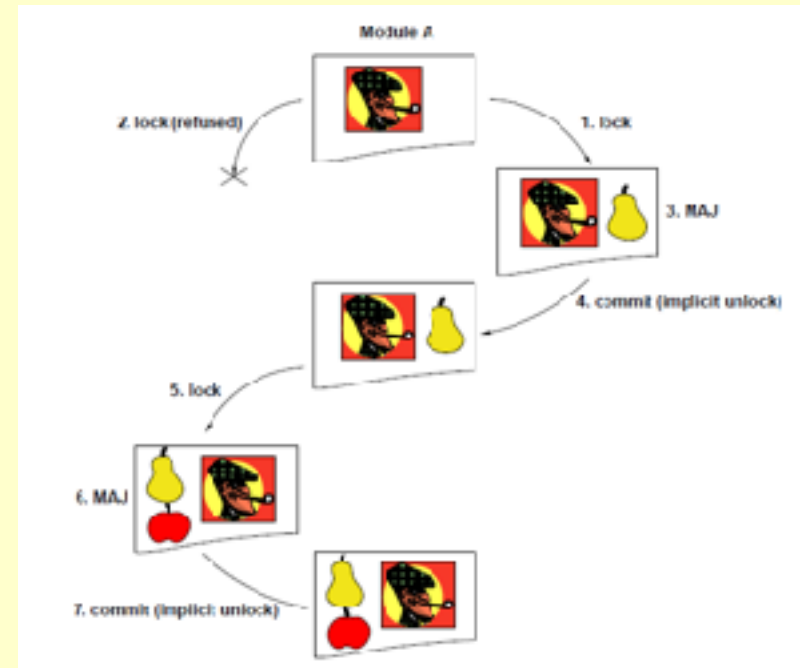 Module A
2. lock (refused)
1. lock
3. MAJ
4. commit (implicit unlock)
5. lock
6. MAJ
7. commit (implicit unlock)